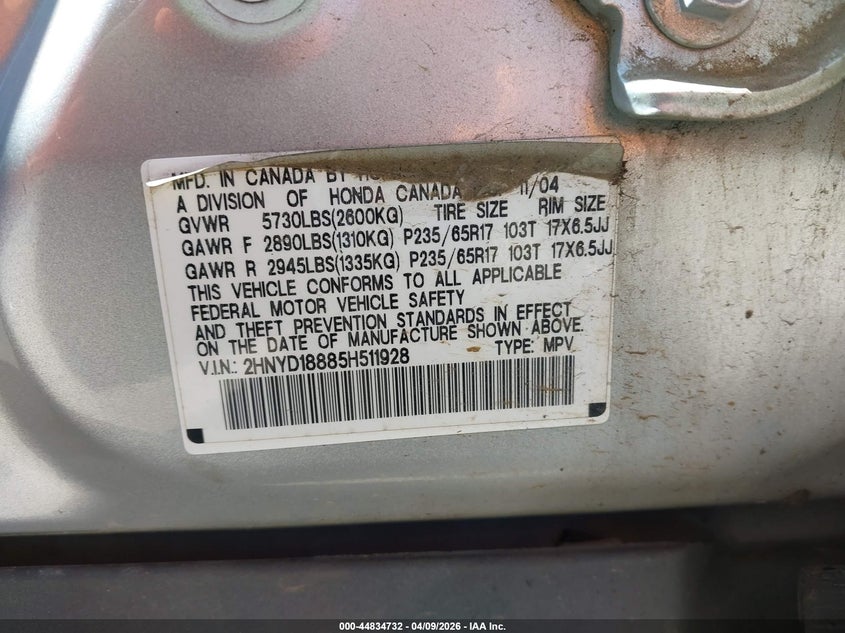 MFD. IN CANADA BY
A DIVISION OF HONDA CANADA 11/04
GVWR 5730LBS(2600KG) TIRE SIZE RIM SIZE
GAWR F 2890LBS(1310KG) P235/65R17 103T 17X6.5JJ
GAWR R 2945LBS(1335KG) P235/65R17 103T 17X6.5JJ
THIS VEHICLE CONFORMS TO ALL APPLICABLE
FEDERAL MOTOR VEHICLE SAFETY
AND THEFT PREVENTION STANDARDS IN EFFECT
ON THE DATE OF MANUFACTURE SHOWN ABOVE.
V.I.N.: 2HNYD18885H511928 TYPE: MPV
000-44834732 - 04/09/2026 - IAA Inc.